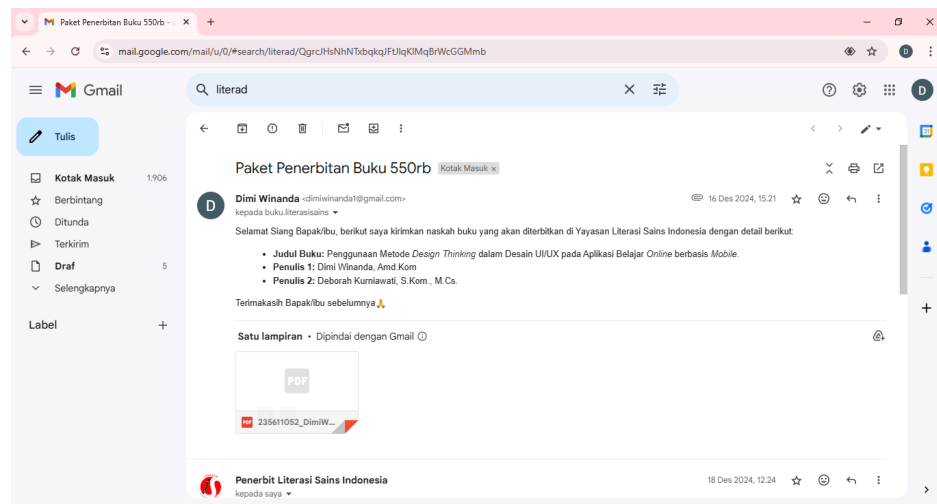 Paket Penerbitan Buku 550rb -
mail.google.com/mail/u/0/#search/literad/QgrcJHsNhNTxbqkqJFtJlqKlMqBrWcGGMmb
D
Gmail
literad
D
Tulis
Kotak Masuk 1.906
Berbintang
Ditunda
Terkirim
Draf 5
Selengkapnya
Label
Paket Penerbitan Buku 550rb Kotak Masuk ×
D
Dimi Winanda <dimiwinanda1@gmail.com> 16 Des 2024, 15.21
kepada buku.literasisains
Selamat Siang Bapak/ibu, berikut saya kirimkan naskah buku yang akan diterbitkan di Yayasan Literasi Sains Indonesia dengan detail berikut:
• Judul Buku: Penggunaan Metode Design Thinking dalam Desain UI/UX pada Aplikasi Belajar Online berbasis Mobile.
• Penulis 1: Dimi Winanda, Amd.Kom
• Penulis 2: Deborah Kurniawati, S.Kom., M.Cs.
Terimakasih Bapak/Ibu sebelumnya🙏
Satu lampiran • Dipindai dengan Gmail
PDF
PDF 235611052_DimiW...
Penerbit Literasi Sains Indonesia 18 Des 2024, 12.24
kepada saya
31